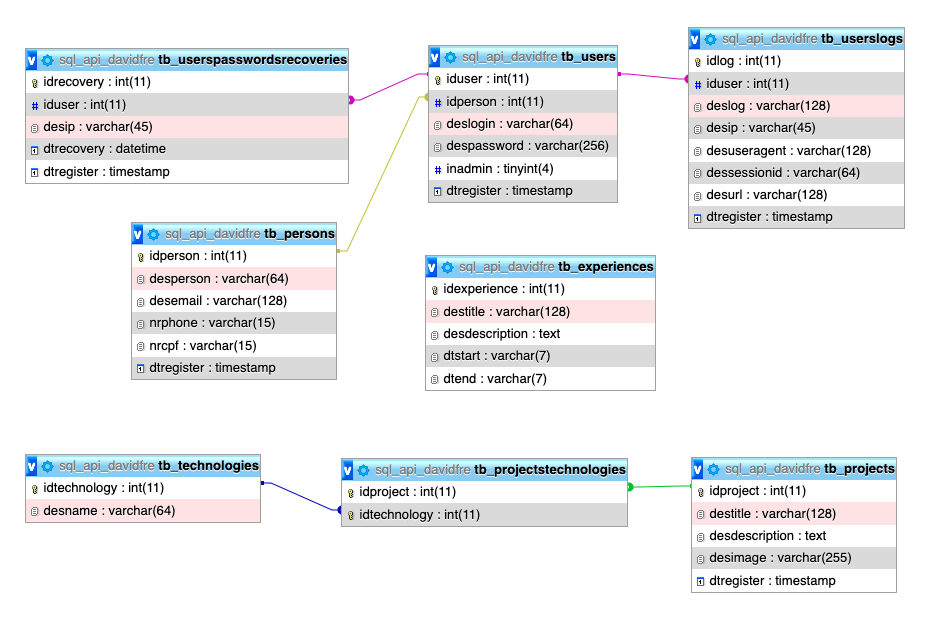 sql_api_davidfre tb_userspasswordsrecoveries
idrecovery : int(11)
iduser : int(11)
desip : varchar(45)
dtrecovery : datetime
dtregister : timestamp
sql_api_davidfre tb_users
iduser : int(11)
idperson : int(11)
deslogin : varchar(64)
despassword : varchar(256)
inadmin : tinyint(4)
dtregister : timestamp
sql_api_davidfre tb_userslogs
idlog : int(11)
iduser : int(11)
deslog : varchar(128)
desip : varchar(45)
desuseragent : varchar(128)
dessessionid : varchar(64)
desurl : varchar(128)
dtregister : timestamp
sql_api_davidfre tb_persons
idperson : int(11)
desperson : varchar(64)
desemail : varchar(128)
nrphone : varchar(15)
nrcpf : varchar(15)
dtregister : timestamp
sql_api_davidfre tb_experiences
idexperience : int(11)
destitle : varchar(128)
desdescription : text
dtstart : varchar(7)
dtend : varchar(7)
sql_api_davidfre tb_technologies
idtechnology : int(11)
desname : varchar(64)
sql_api_davidfre tb_projectstechnologies
idproject : int(11)
idtechnology : int(11)
sql_api_davidfre tb_projects
idproject : int(11)
destitle : varchar(128)
desdescription : text
desimage : varchar(255)
dtregister : timestamp